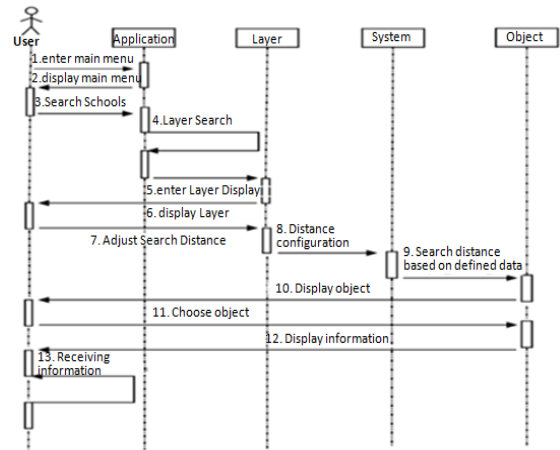 User
Application
Layer
System
Object
1.enter main menu
2.display main menu
3.Search Schools
4.Layer Search
5.enter Layer Display
6. display Layer
7. Adjust Search Distance
8. Distance
configuration
9. Search distance
based on defined data
10. Display object
11. Choose object
12. Display information
13. Receiving
information